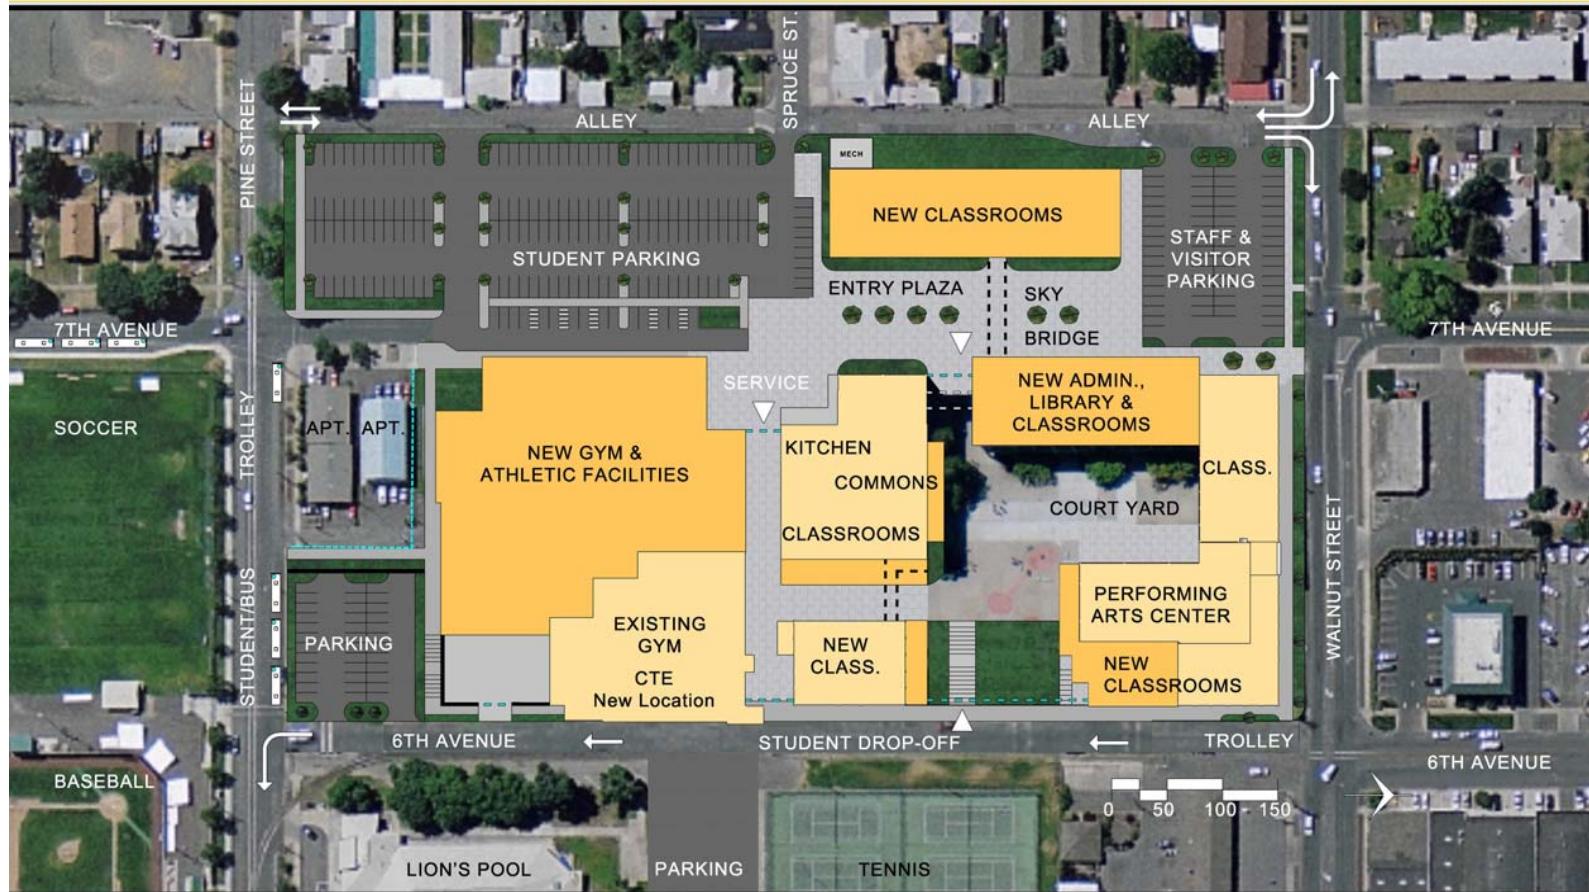 SPRUCE ST.
PINE STREET
ALLEY
ALLEY
MECH
NEW CLASSROOMS
STUDENT PARKING
STAFF &
VISITOR
PARKING
ENTRY PLAZA
SKY
BRIDGE
7TH AVENUE
7TH AVENUE
SERVICE
NEW ADMIN.,
LIBRARY &
CLASSROOMS
TROLLEY
SOCCER
APT.
APT.
NEW GYM &
ATHLETIC FACILITIES
KITCHEN
COMMONS
CLASSROOMS
CLASS.
COURT YARD
WALNUT STREET
STUDENT/BUS
PARKING
EXISTING
GYM
CTE
New Location
NEW
CLASS.
PERFORMING
ARTS CENTER
NEW
CLASSROOMS
6TH AVENUE
STUDENT DROP-OFF
TROLLEY
6TH AVENUE
BASEBALL
0 50 100 150
LION'S POOL
PARKING
TENNIS